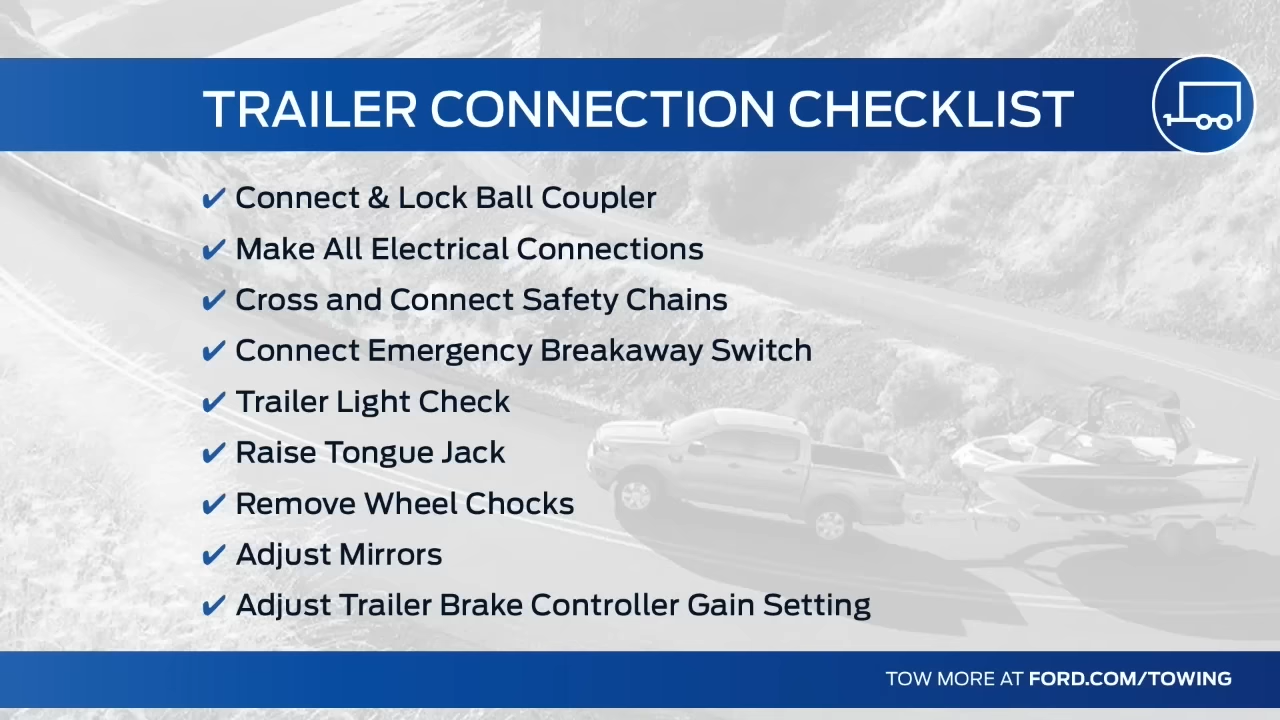 TRAILER CONNECTION CHECKLIST
✔ Connect & Lock Ball Coupler
✔ Make All Electrical Connections
✔ Cross and Connect Safety Chains
✔ Connect Emergency Breakaway Switch
✔ Trailer Light Check
✔ Raise Tongue Jack
✔ Remove Wheel Chocks
✔ Adjust Mirrors
✔ Adjust Trailer Brake Controller Gain Setting
TOW MORE AT FORD.COM/TOWING